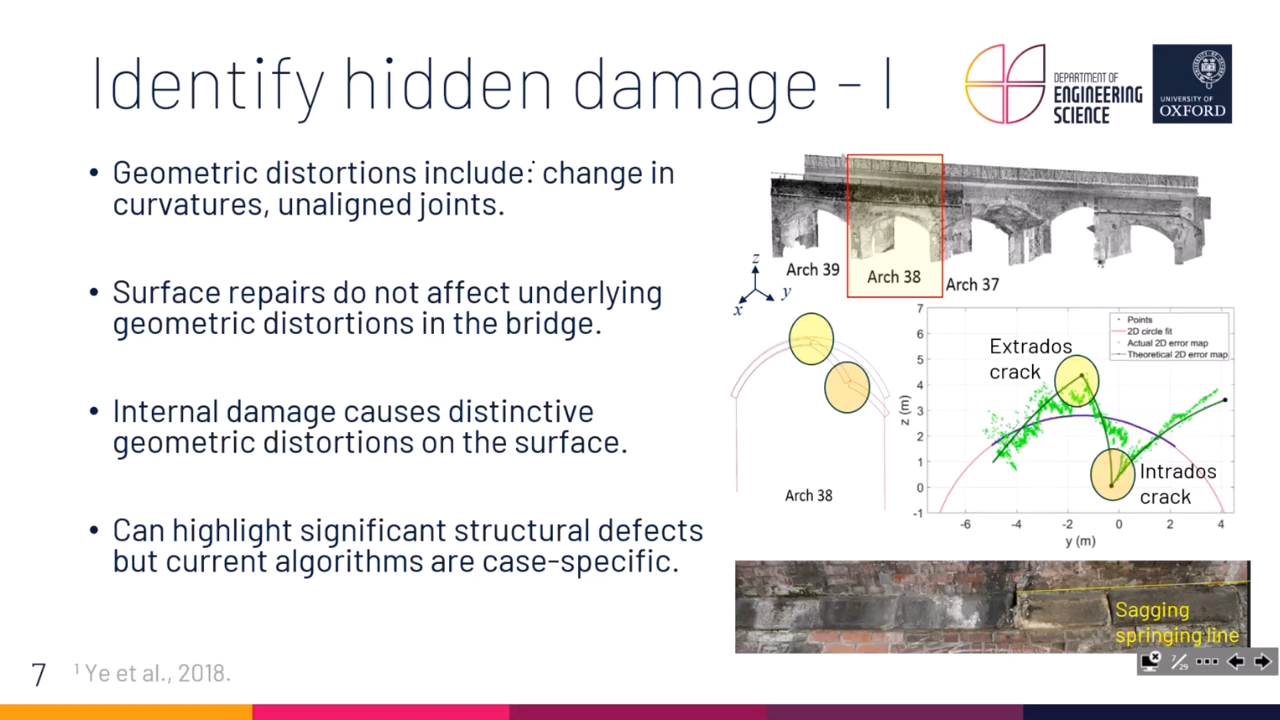 Identify hidden damage - I
DEPARTMENT OF
ENGINEERING
SCIENCE
UNIVERSITY OF
OXFORD
• Geometric distortions include: change in
curvatures, unaligned joints.
• Surface repairs do not affect underlying
geometric distortions in the bridge.
• Internal damage causes distinctive
geometric distortions on the surface.
• Can highlight significant structural defects
but current algorithms are case-specific.
Arch 39
Arch 38
Arch 37
z
y
x
Arch 38
7
6
5
4
3
2
1
0
-1
z (m)
-6 -4 -2 0 2 4
y (m)
Points
2D circle fit
Actual 2D error map
Theoretical 2D error map
Extrados
crack
Intrados
crack
Sagging
springing line
7
1 Ye et al., 2018.
7/29